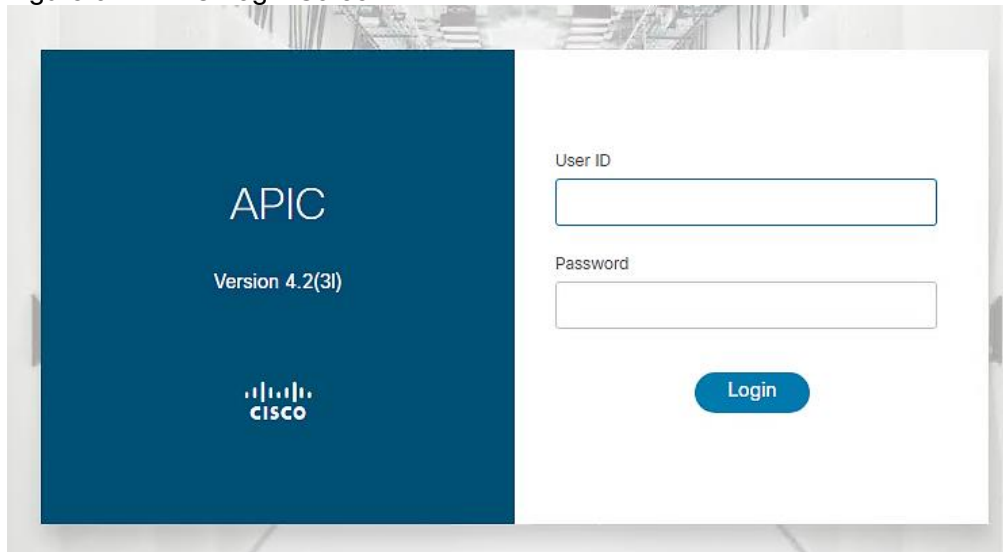 APIC
Version 4.2(3l)
CISCO
User ID
Password
Login